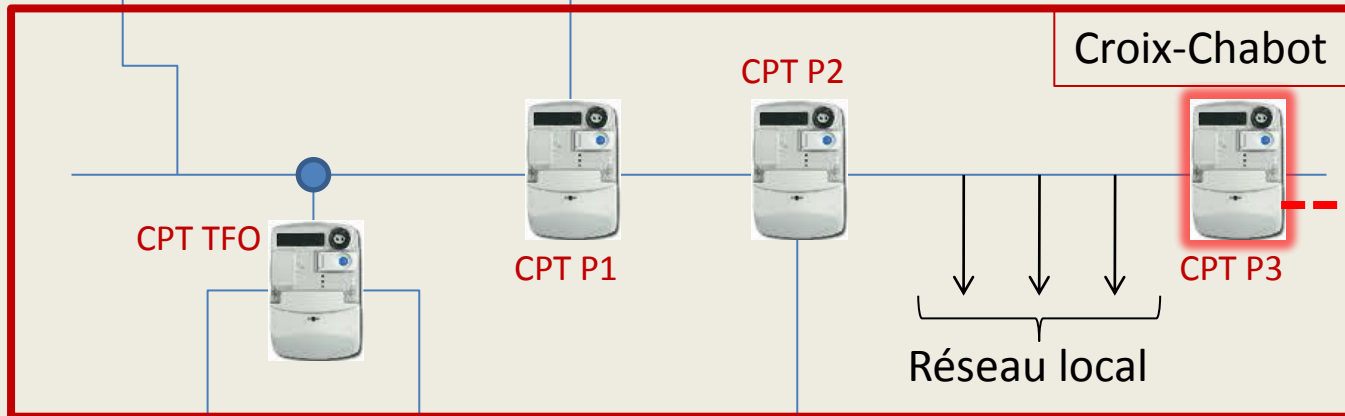 Croix-Chabot
CPT P2
CPT TFO
CPT P1
CPT P3
Réseau local